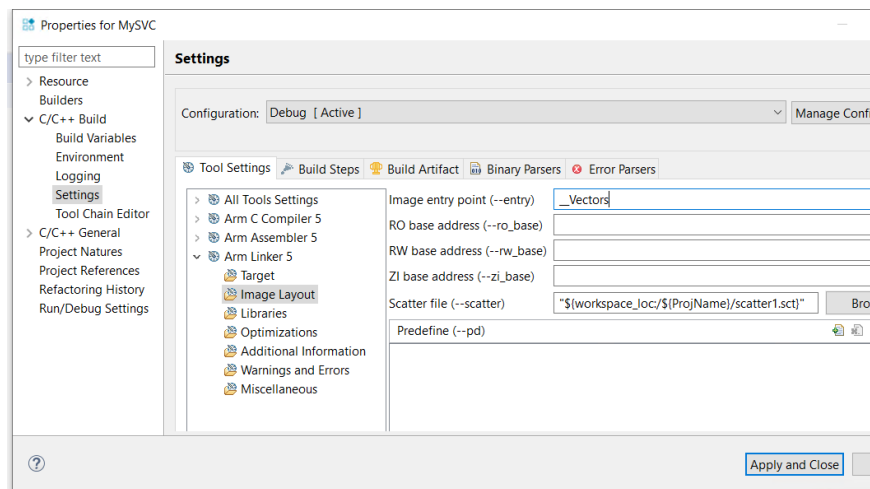 Properties for MySVC
type filter text
Resource
Builders
C/C++ Build
Build Variables
Environment
Logging
Settings
Tool Chain Editor
C/C++ General
Project Natures
Project References
Refactoring History
Run/Debug Settings
Settings
Configuration: Debug [ Active ]
Manage Confi
Tool Settings Build Steps Build Artifact Binary Parsers Error Parsers
All Tools Settings
Arm C Compiler 5
Arm Assembler 5
Arm Linker 5
Target
Image Layout
Libraries
Optimizations
Additional Information
Warnings and Errors
Miscellaneous
Image entry point (--entry) __Vectors
RO base address (--ro_base)
RW base address (--rw_base)
ZI base address (--zi_base)
Scatter file (--scatter) "${workspace_loc:/${ProjName}/scatter1.sct}" Bro
Predefine (--pd)
Apply and Close